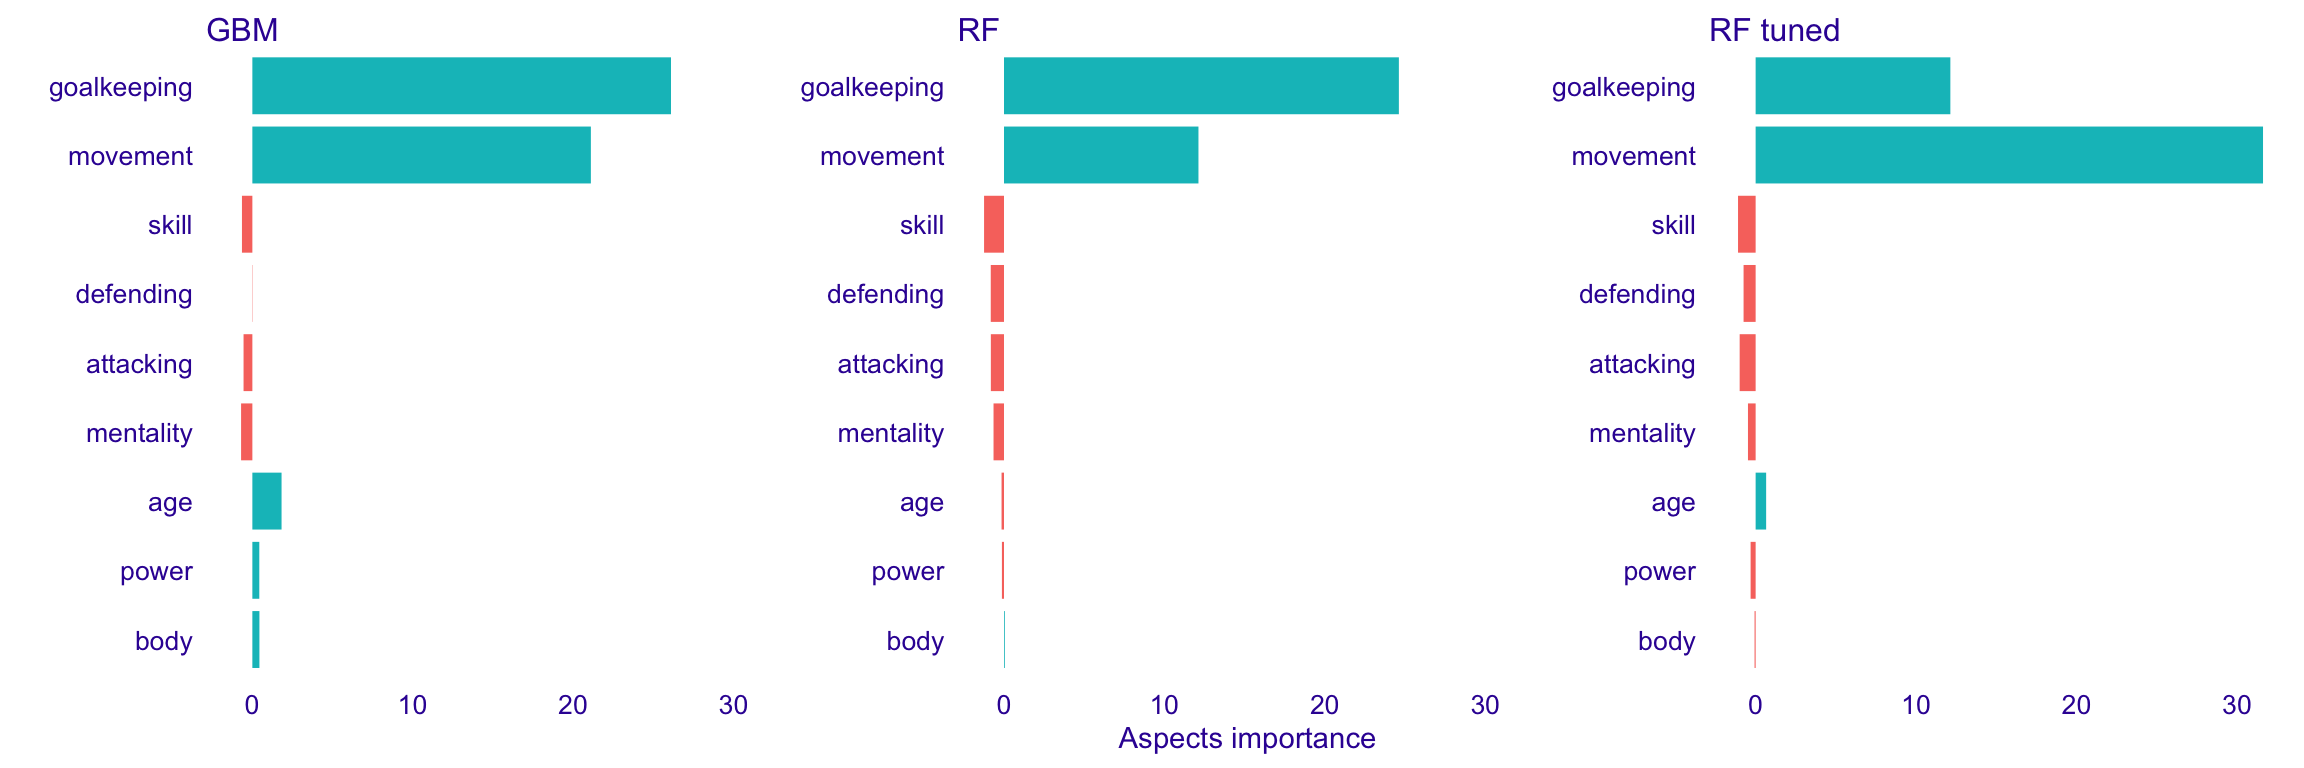 GBM
goalkeeping
movement
skill
defending
attacking
mentality
age
power
body
0 10 20 30
RF
goalkeeping
movement
skill
defending
attacking
mentality
age
power
body
0 10 20 30
RF tuned
goalkeeping
movement
skill
defending
attacking
mentality
age
power
body
0 10 20 30
Aspects importance